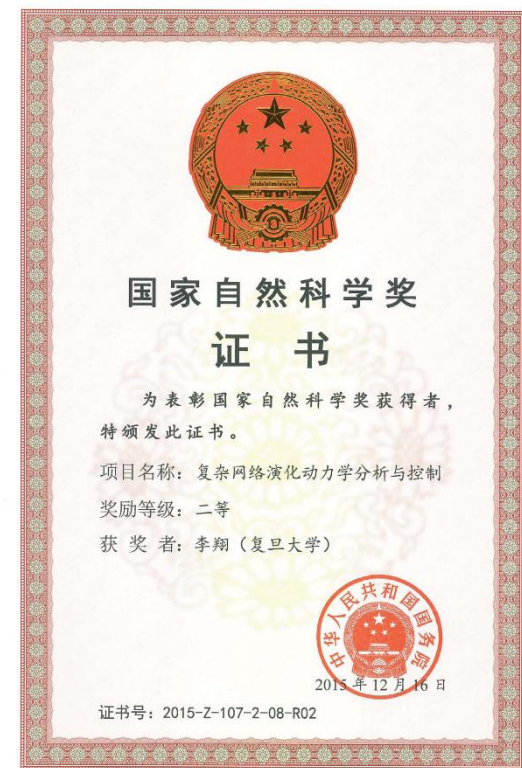 国家自然科学奖
证书
为表彰国家自然科学奖获得者，
特颁发此证书。
项目名称：复杂网络演化动力学分析与控制
奖励等级：二等
获奖者：李翔（复旦大学）
中华人民共和国国务院
2015年12月16日
证书号：2015-Z-107-2-08-R02